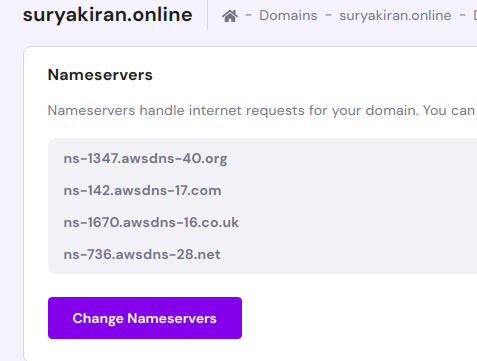 suryakiran.online
- Domains - suryakiran.online -
Nameservers
Nameservers handle internet requests for your domain. You can
ns-1347.awsdns-40.org
ns-142.awsdns-17.com
ns-1670.awsdns-16.co.uk
ns-736.awsdns-28.net
Change Nameservers